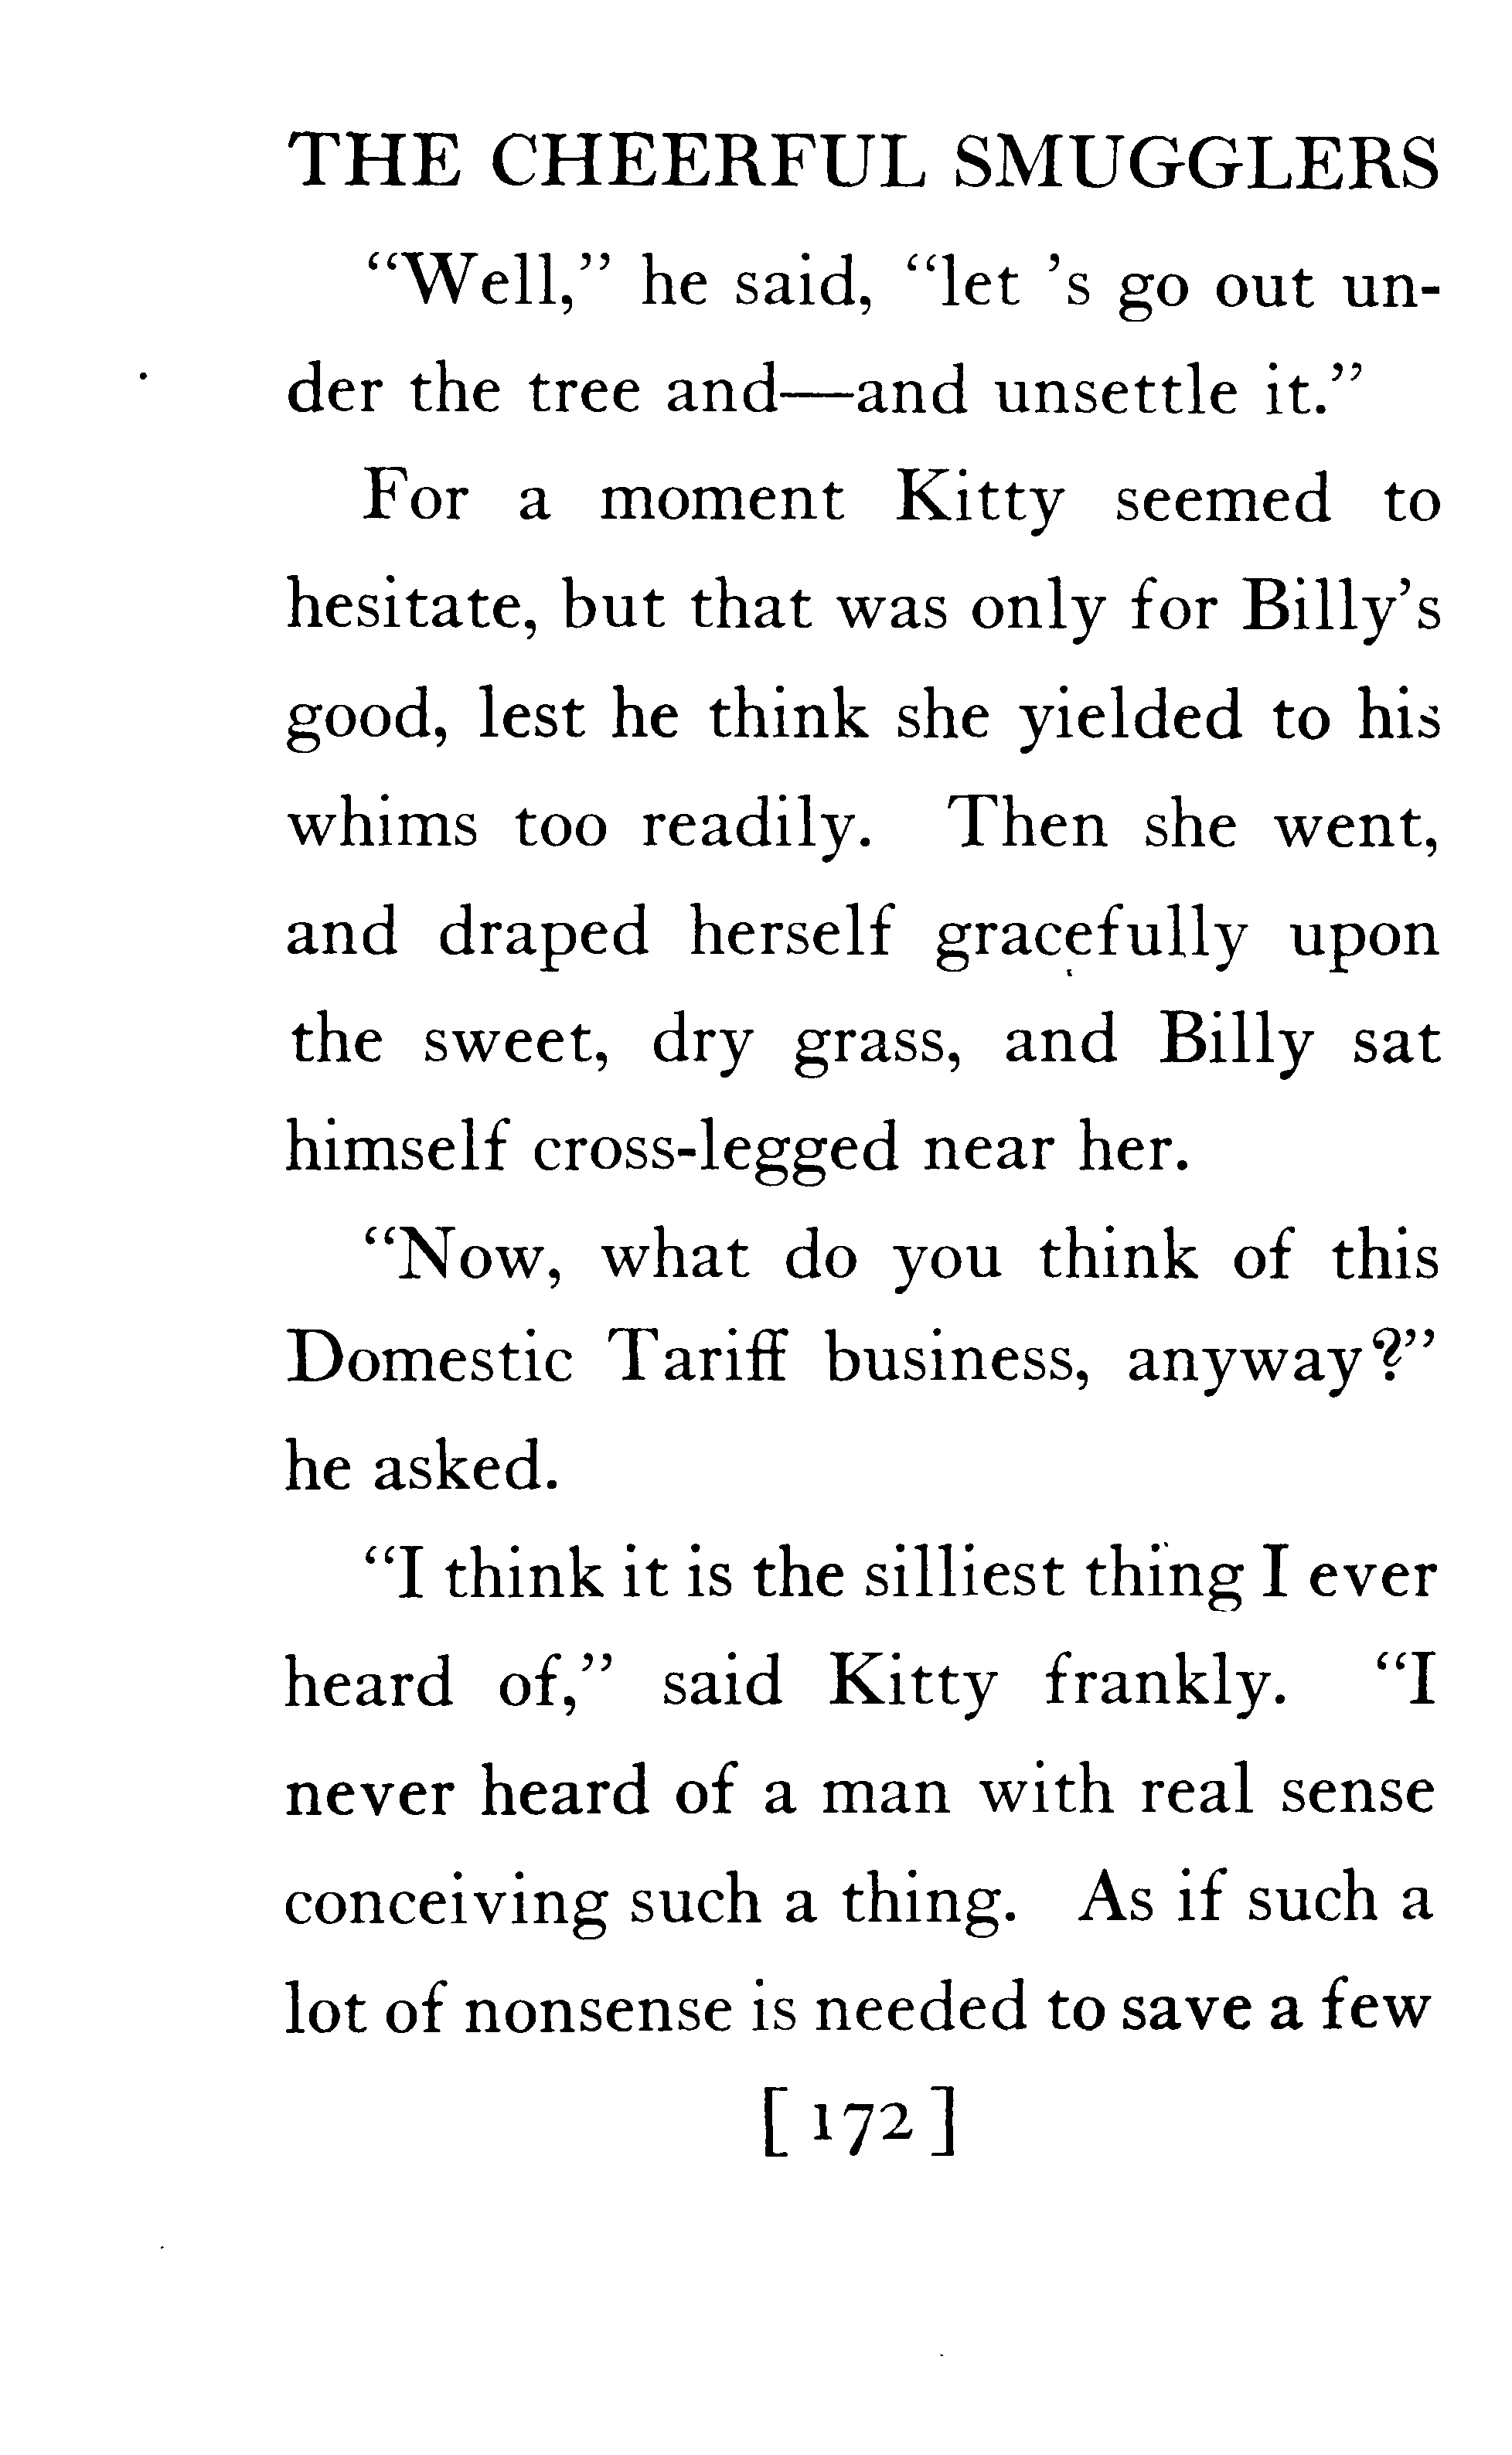 THE CHEERFUL SMUGGLERS
“Well,” he said, “let ’s go out un-
der the tree and—and unsettle it.”
For a moment Kitty seemed to
hesitate, but that was only for Billy’s
good, lest he think she yielded to his
whims too readily. Then she went,
and draped herself gracefully upon
the sweet, dry grass, and Billy sat
himself cross-legged near her.
“Now, what do you think of this
Domestic Tariff business, anyway?”
he asked.
“I think it is the silliest thing I ever
heard of,” said Kitty frankly. “I
never heard of a man with real sense
conceiving such a thing. As if such a
lot of nonsense is needed to save a few
[ 172 ]